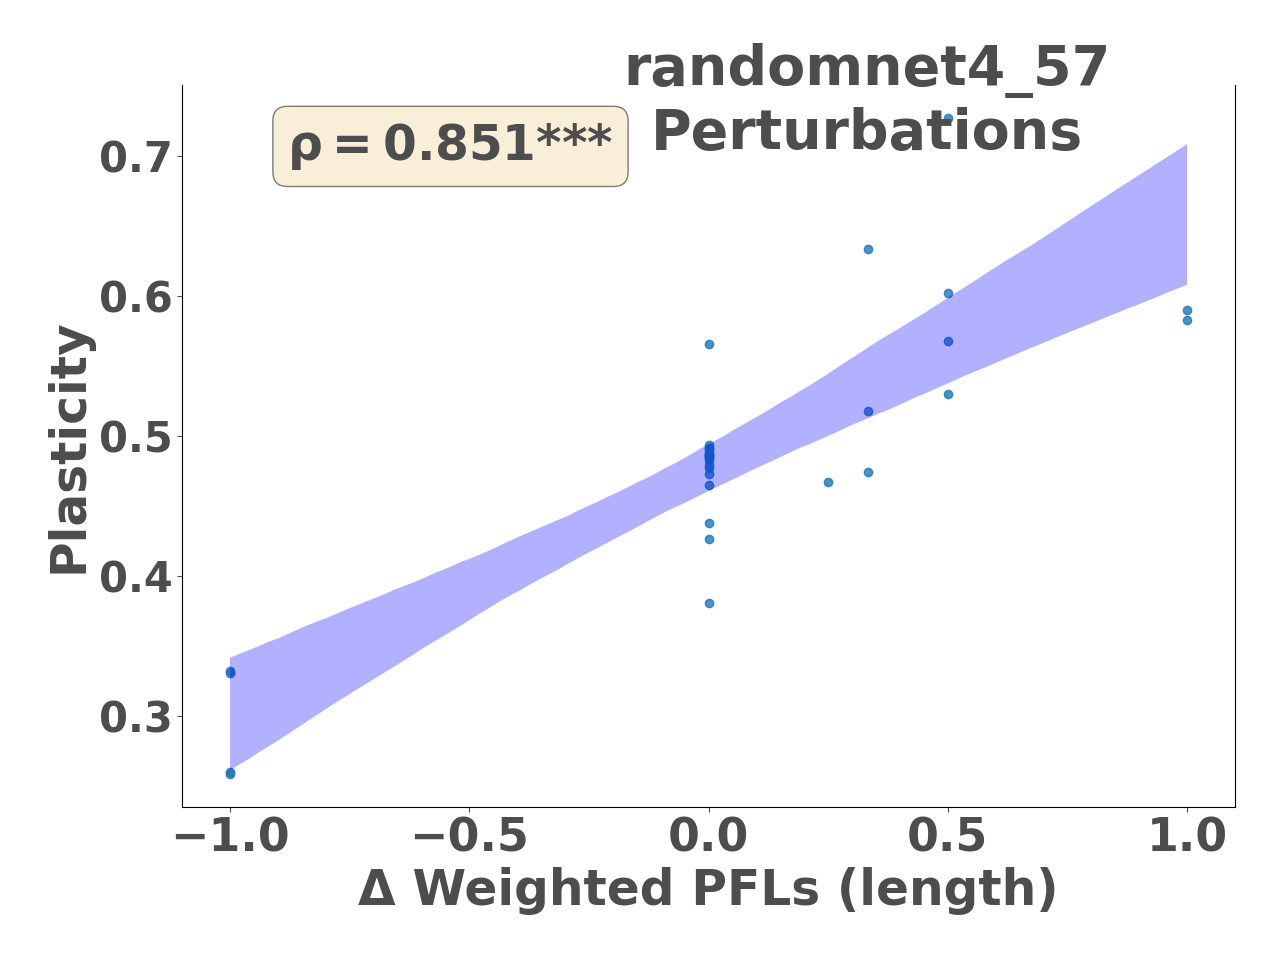 randomnet4_57
Perturbations
ρ = 0.851***
Plasticity
0.7
0.6
0.5
0.4
0.3
−1.0 −0.5 0.0 0.5 1.0
Δ Weighted PFLs (length)